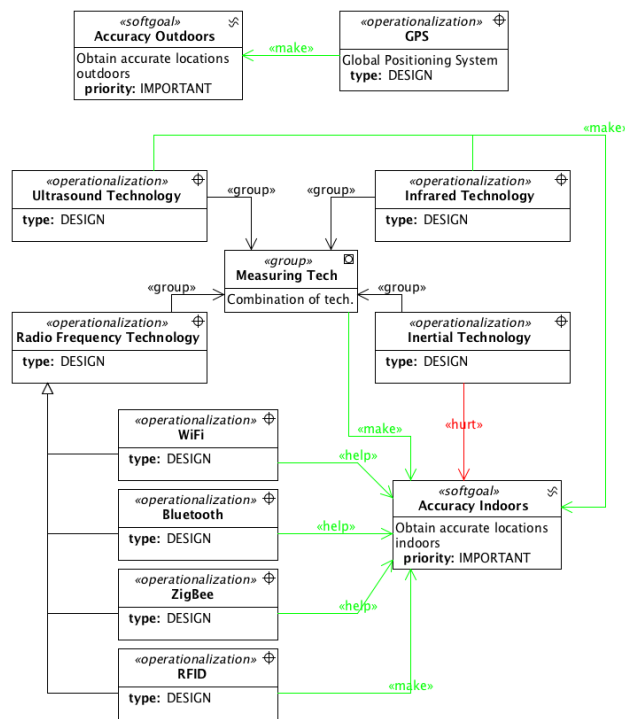 «softgoal»
Accuracy Outdoors
Obtain accurate locations
outdoors
priority: IMPORTANT
«make»
«operationalization»
GPS
Global Positioning System
type: DESIGN
«make»
«operationalization»
Ultrasound Technology
type: DESIGN
«group»
«group»
«operationalization»
Infrared Technology
type: DESIGN
«group»
Measuring Tech
Combination of tech.
«group»
«group»
«operationalization»
Radio Frequency Technology
type: DESIGN
«operationalization»
Inertial Technology
type: DESIGN
«make»
«hurt»
«operationalization»
WiFi
type: DESIGN
«help»
«operationalization»
Bluetooth
type: DESIGN
«help»
«softgoal»
Accuracy Indoors
Obtain accurate locations
indoors
priority: IMPORTANT
«operationalization»
ZigBee
type: DESIGN
«help»
«operationalization»
RFID
type: DESIGN
«make»